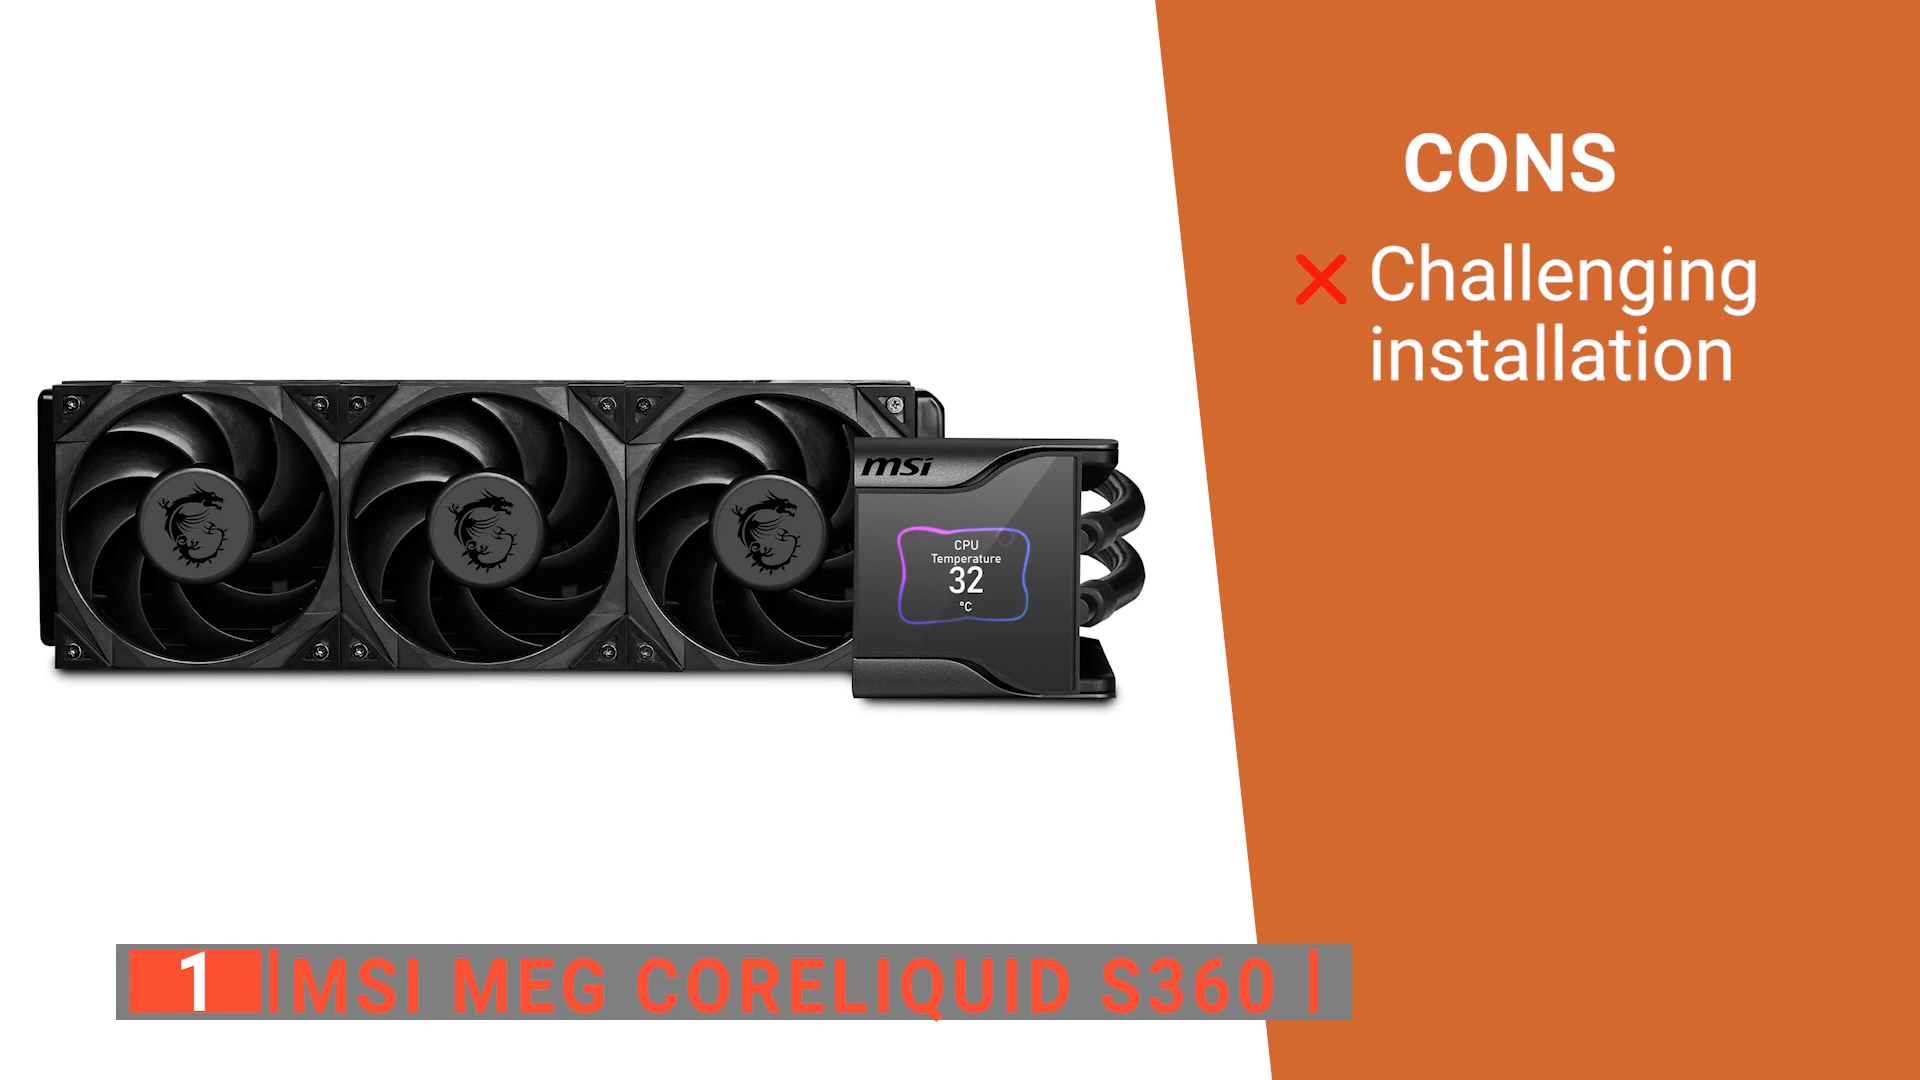 CONS
Challenging
installation
msi
CPU
Temperature
32
°C
1 MSI MEG CORELIQUID S360